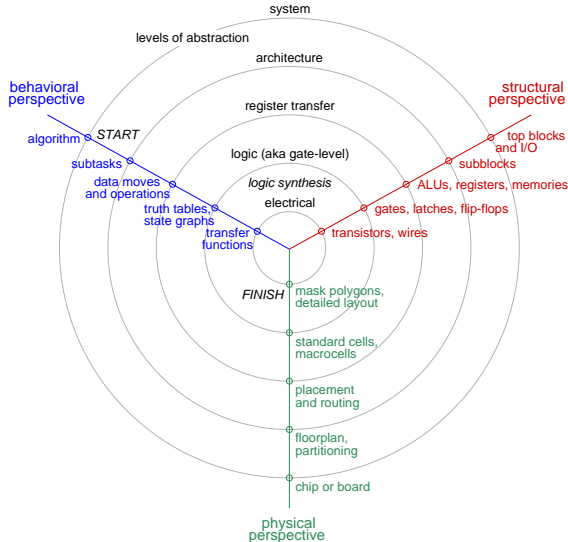 system
levels of abstraction
architecture
behavioral
perspective
structural
perspective
register transfer
START
algorithm
top blocks
and I/O
logic (aka gate-level)
subtasks
subblocks
logic synthesis
data moves
and operations
ALUs, registers, memories
electrical
truth tables,
state graphs
gates, latches, flip-flops
transfer
functions
transistors, wires
FINISH
mask polygons,
detailed layout
standard cells,
macrocells
placement
and routing
floorplan,
partitioning
chip or board
physical
perspective